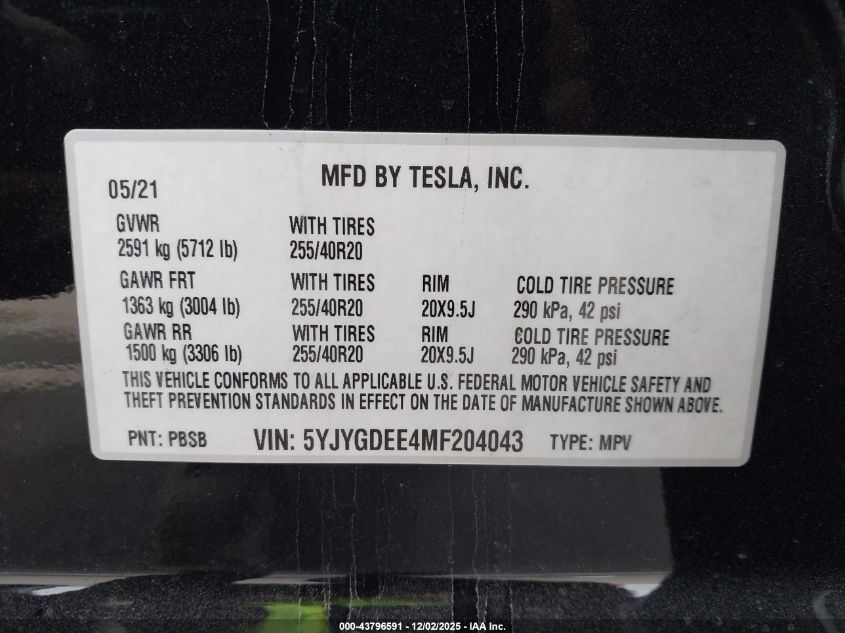 MFD BY TESLA, INC.
05/21
GVWR WITH TIRES
2591 kg (5712 lb) 255/40R20
GAWR FRT WITH TIRES RIM COLD TIRE PRESSURE
1363 kg (3004 lb) 255/40R20 20X9.5J 290 kPa, 42 psi
GAWR RR WITH TIRES RIM COLD TIRE PRESSURE
1500 kg (3306 lb) 255/40R20 20X9.5J 290 kPa, 42 psi
THIS VEHICLE CONFORMS TO ALL APPLICABLE U.S. FEDERAL MOTOR VEHICLE SAFETY AND
THEFT PREVENTION STANDARDS IN EFFECT ON THE DATE OF MANUFACTURE SHOWN ABOVE.
PNT: PBSB VIN: 5YJYGDEE4MF204043 TYPE: MPV
000-43796591 - 12/02/2025 - IAA Inc.